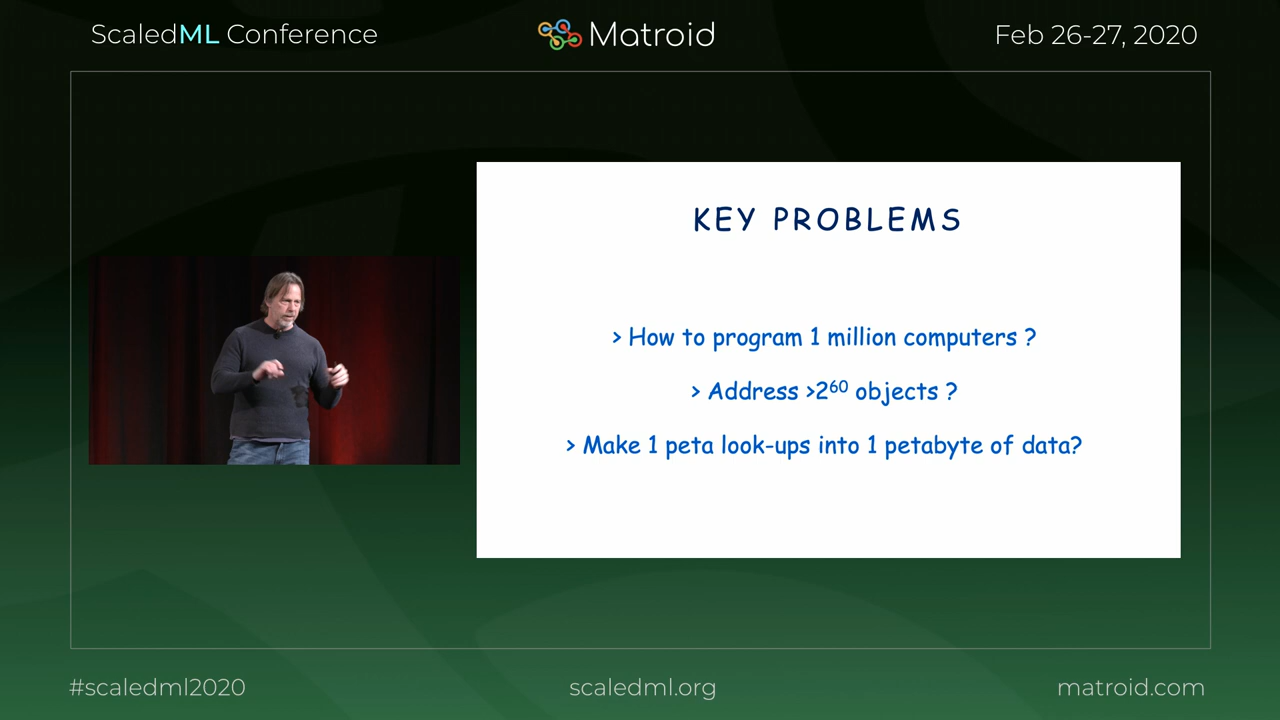 ScaledML Conference
Matroid
Feb 26-27, 2020
KEY PROBLEMS
> How to program 1 million computers ?
> Address >2⁶⁰ objects ?
> Make 1 peta look-ups into 1 petabyte of data?
#scaledml2020
scaledml.org
matroid.com